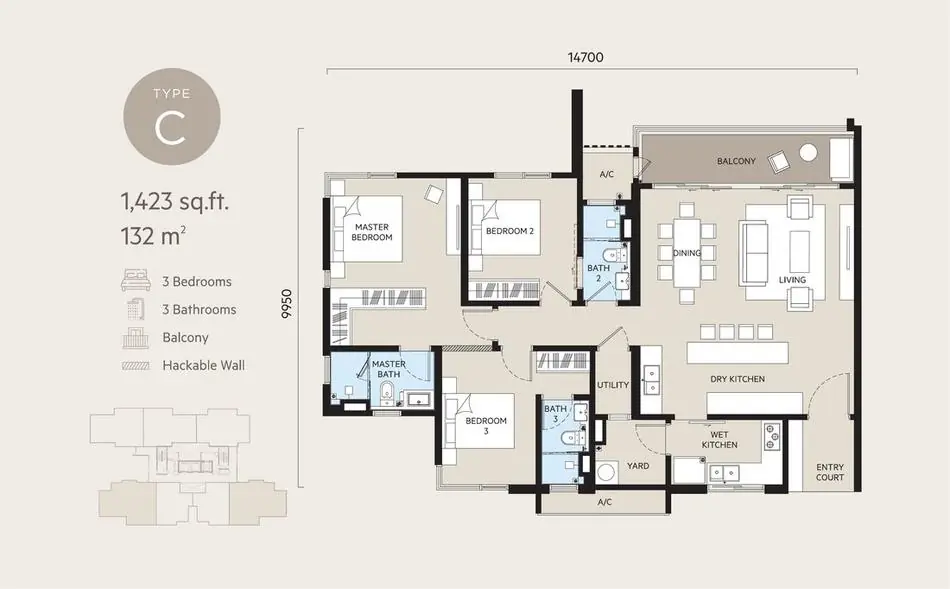 TYPE
C
1,423 sq.ft.
132 m²
3 Bedrooms
3 Bathrooms
Balcony
Hackable Wall
14700
9950
BALCONY
A/C
MASTER
BEDROOM
BEDROOM 2
DINING
LIVING
BATH
2
MASTER
BATH
UTILITY
DRY KITCHEN
BEDROOM
3
BATH
3
WET
KITCHEN
YARD
ENTRY
COURT
A/C